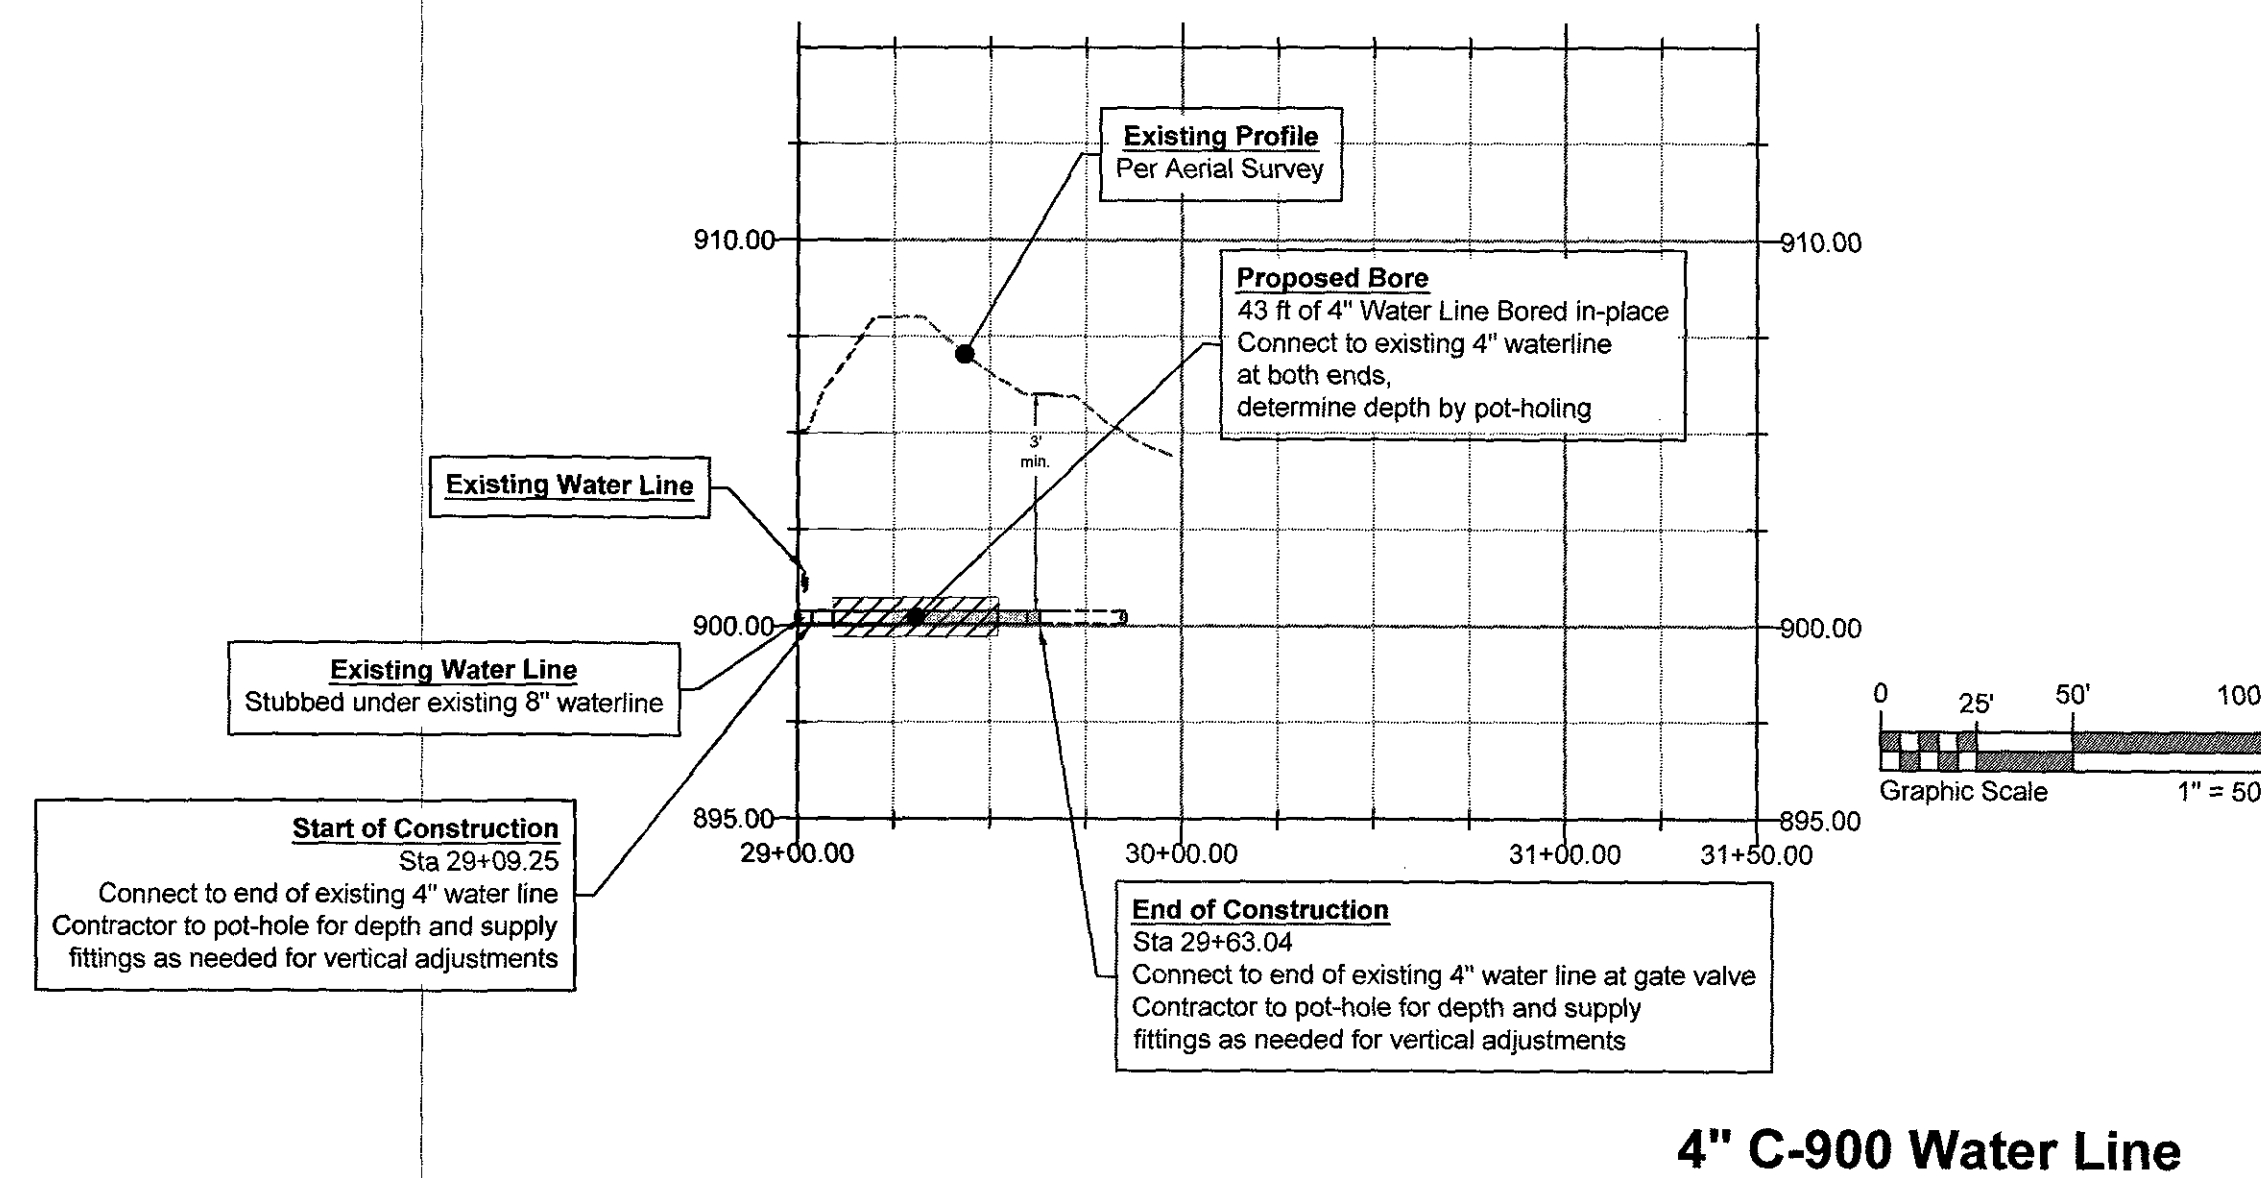 Existing Profile
Per Aerial Survey
910.00
910.00
Proposed Bore
43 ft of 4" Water Line Bored in-place
Connect to existing 4" waterline
at both ends,
determine depth by pot-holing
3'
min.
Existing Water Line
900.00
900.00
Existing Water Line
Stubbed under existing 8" waterline
0
25'
50'
100
Graphic Scale
1" = 50
895.00
895.00
29+00.00
30+00.00
31+00.00
31+50.00
Start of Construction
Sta 29+09.25
Connect to end of existing 4" water line
Contractor to pot-hole for depth and supply
fittings as needed for vertical adjustments
End of Construction
Sta 29+63.04
Connect to end of existing 4" water line at gate valve
Contractor to pot-hole for depth and supply
fittings as needed for vertical adjustments
4" C-900 Water Line